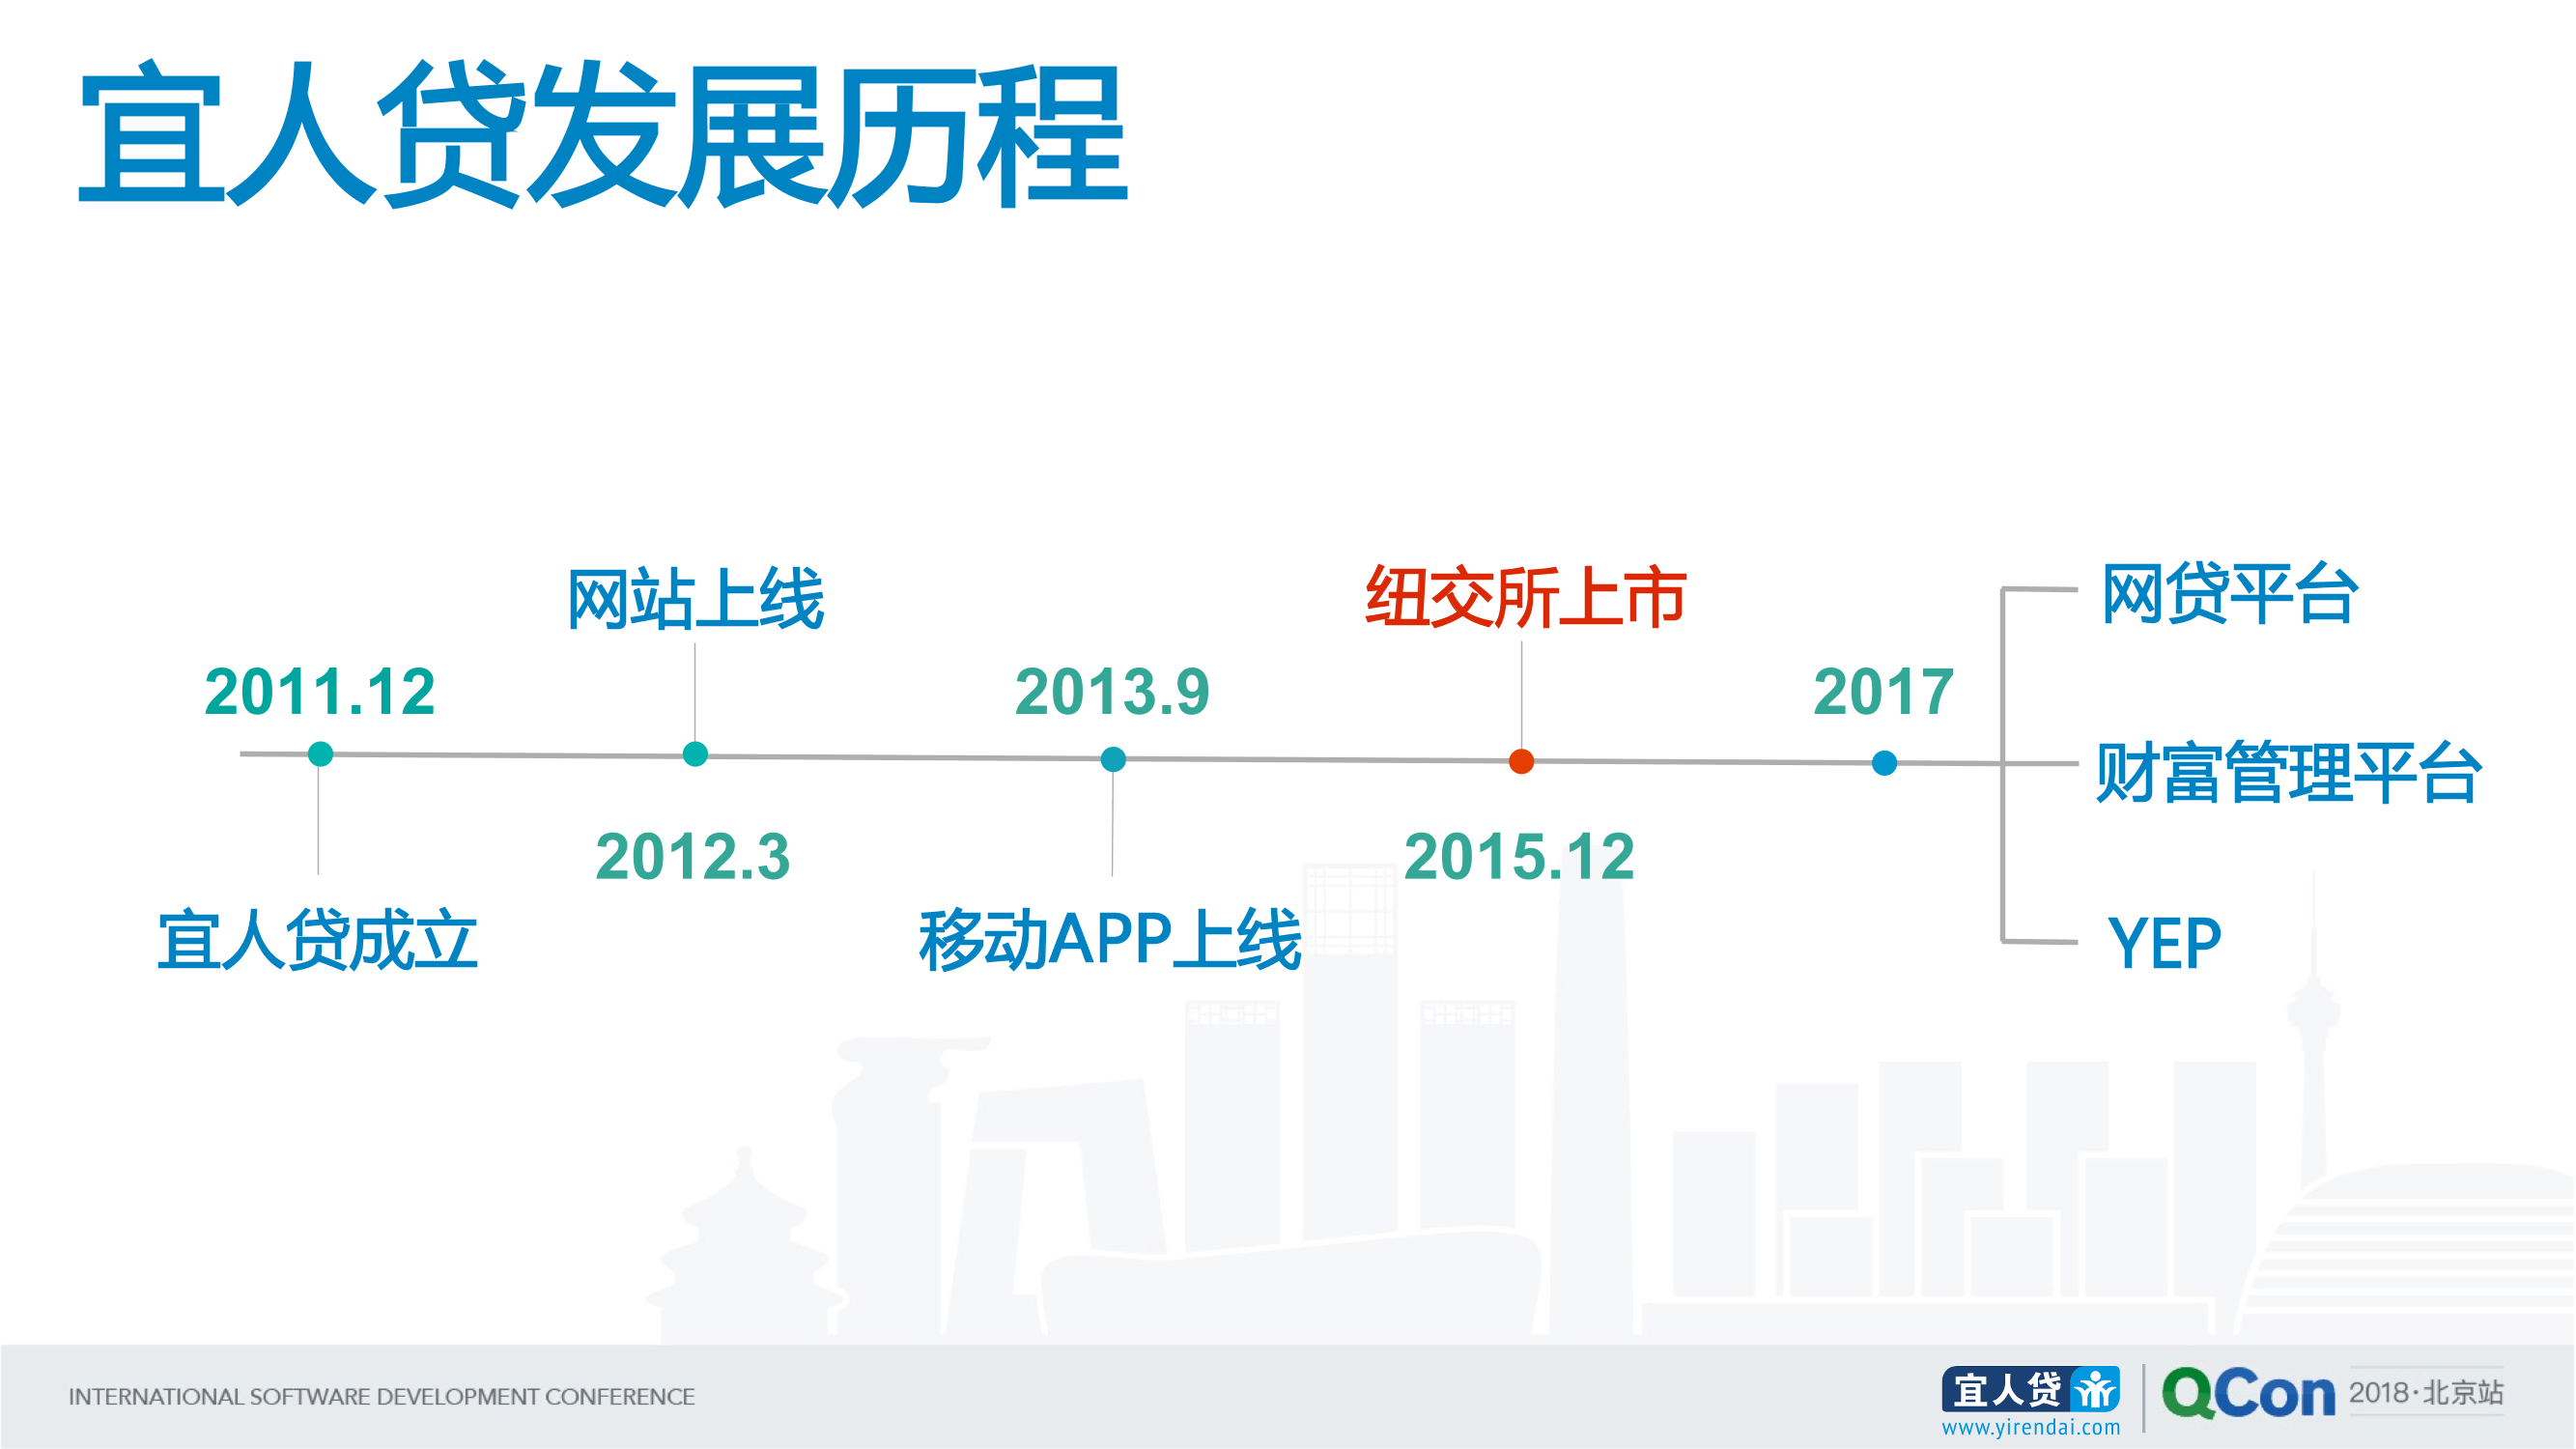 宜人贷发展历程
2011.12
宜人贷成立
网站上线
2012.3
2013.9
移动APP上线
纽交所上市
2015.12
2017
网贷平台
财富管理平台
YEP
INTERNATIONAL SOFTWARE DEVELOPMENT CONFERENCE
宜人贷
www.yirendai.com
QCon 2018·北京站